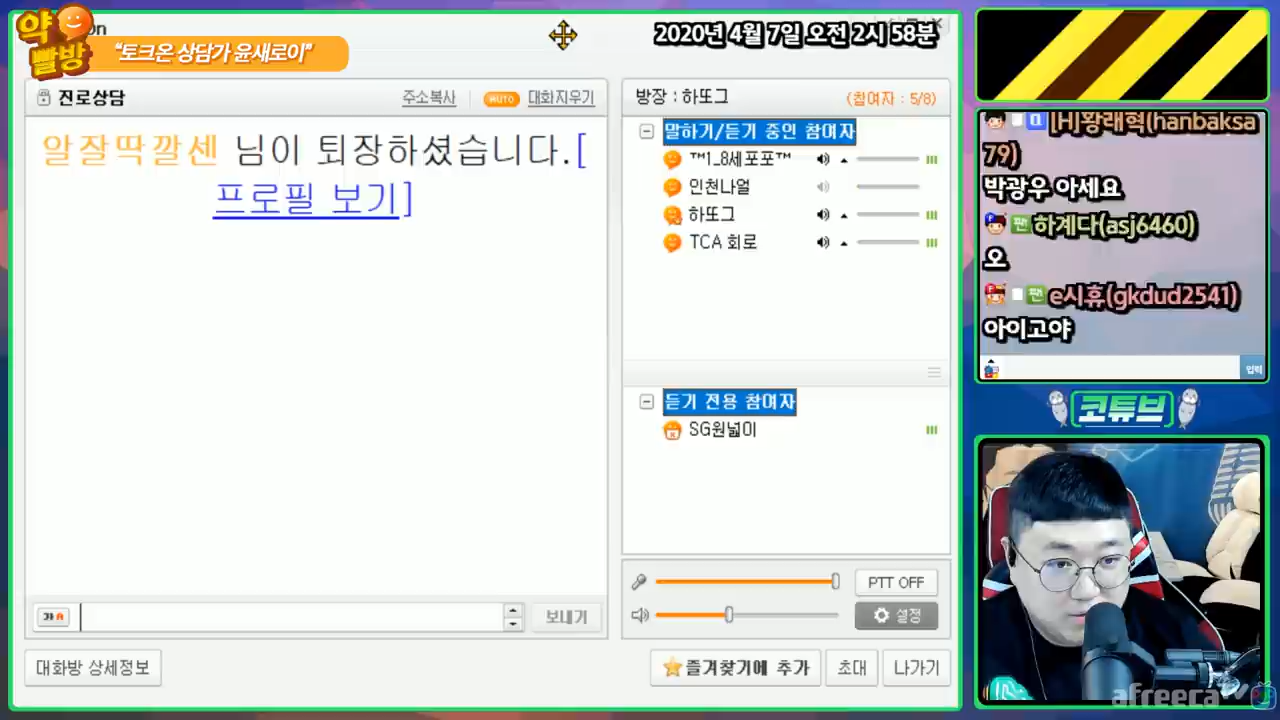 약빨방
“토크온 상담가 윤새로이”
on
2020년 4월 7일 오전 2시 58분
진로상담
주소복사
AUTO 대화지우기
알잘딱깔센 님이 퇴장하셨습니다.[
프로필 보기]
가A
보내기
대화방 상세정보
방장 : 하또그
(참여자 : 5/8)
말하기/듣기 중인 참여자
™1_8세포포™
인천나얼
하또그
TCA 회로
듣기 전용 참여자
SG원넓이
PTT OFF
설정
즐겨찾기에 추가
초대
나가기
[H]왕래혁(hanbaksa
79)
박광우 아세요
팬 하계다(asj6460)
오
팬 e시휴(gkdud2541)
아이고야
입력
코튜브
afreecaTV